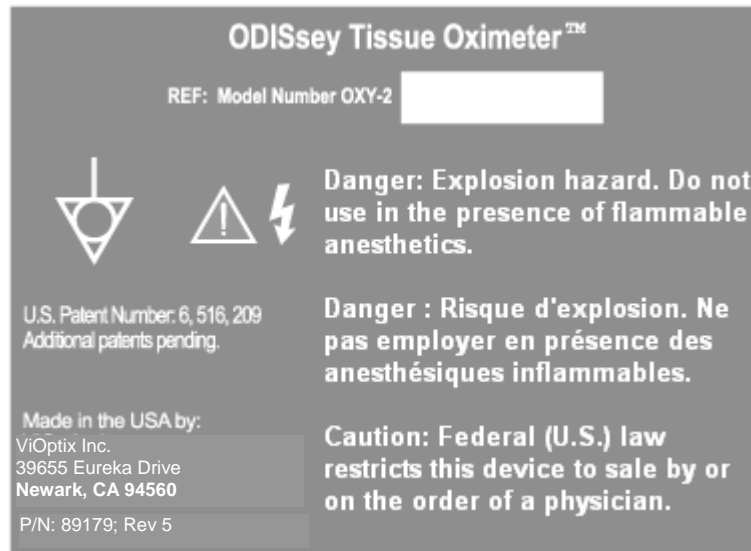 ODISsey Tissue Oximeter™
REF: Model Number OXY-2
Danger: Explosion hazard. Do not
use in the presence of flammable
anesthetics.
U.S. Patent Number: 6, 516, 209
Additional patents pending.
Danger : Risque d'explosion. Ne
pas employer en présence des
anesthésiques inflammables.
Made in the USA by:
ViOptix Inc.
39655 Eureka Drive
Newark, CA 94560
P/N: 89179; Rev 5
Caution: Federal (U.S.) law
restricts this device to sale by or
on the order of a physician.